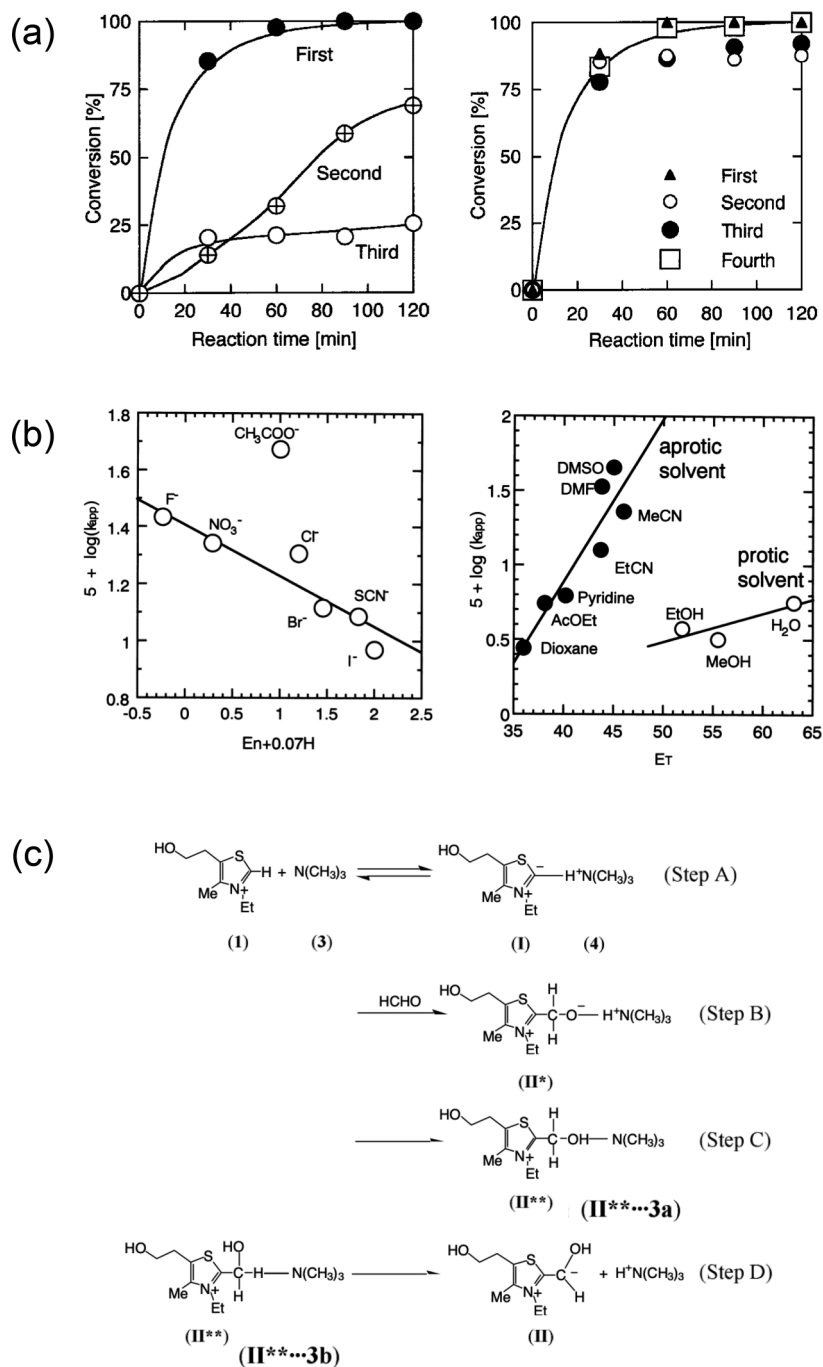 (a)
Conversion [%]
100
75
50
25
0
First
Second
Third
0 20 40 60 80 100 120
Reaction time [min]
Conversion [%]
100
75
50
25
0
First
Second
Third
Fourth
0 20 40 60 80 100 120
Reaction time [min]
(b)
5 + log(kapp)
1.8
1.6
1.4
1.2
1.0
0.8
CH3COO-
F-
NO3-
Cl-
Br-
SCN-
I-
-0.5 0 0.5 1 1.5 2 2.5
En+0.07H
5 + log (kapp)
2
1.5
1
0.5
0
aprotic
solvent
DMSO
DMF
MeCN
EtCN
Pyridine
AcOEt
Dioxane
protic
solvent
EtOH
MeOH
H2O
35 40 45 50 55 60 65
ET
(c)
HO
S
H + N(CH3)3
Me
N+
Et
(1) (3)
HO
S
-
H+N(CH3)3
Me
N+
Et
(Step A)
(I) (4)
HCHO
HO
S
H
C-O- H+N(CH3)3
H
Me
N+
Et
(Step B)
(II*)
HO
S
H
C-OH N(CH3)3
H
Me
N+
Et
(Step C)
(II**) (II**···3a)
HO
S
HO
C-H N(CH3)3
H
Me
N+
Et
(II**)
(II**···3b)
HO
S
OH
C-
H
Me
N+
Et
+ H+N(CH3)3 (Step D)
(II)